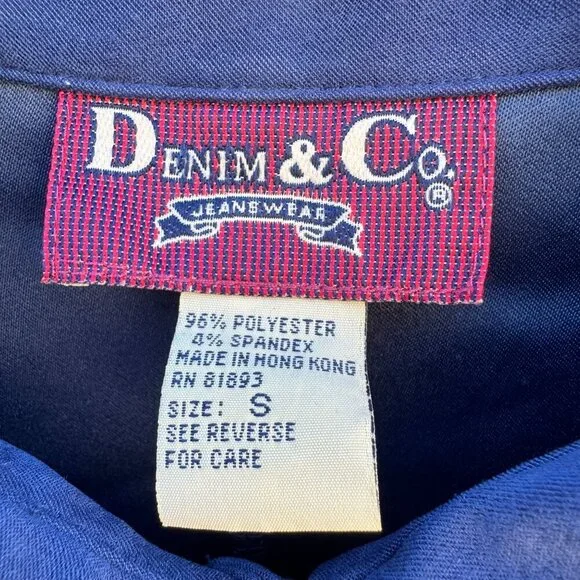 DENIM & CO.®
JEANSWEAR
96% POLYESTER
4% SPANDEX
MADE IN HONG KONG
RN 81893
SIZE: S
SEE REVERSE
FOR CARE